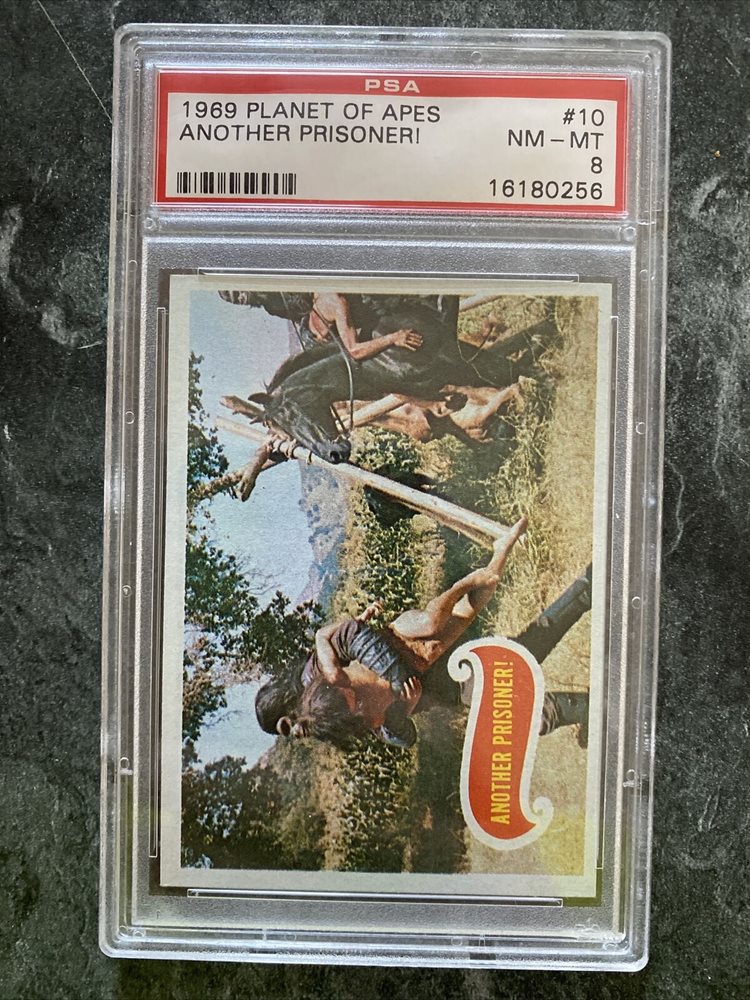 PSA
1969 PLANET OF APES #10
ANOTHER PRISONER! NM-MT
8
16180256
ANOTHER PRISONER!